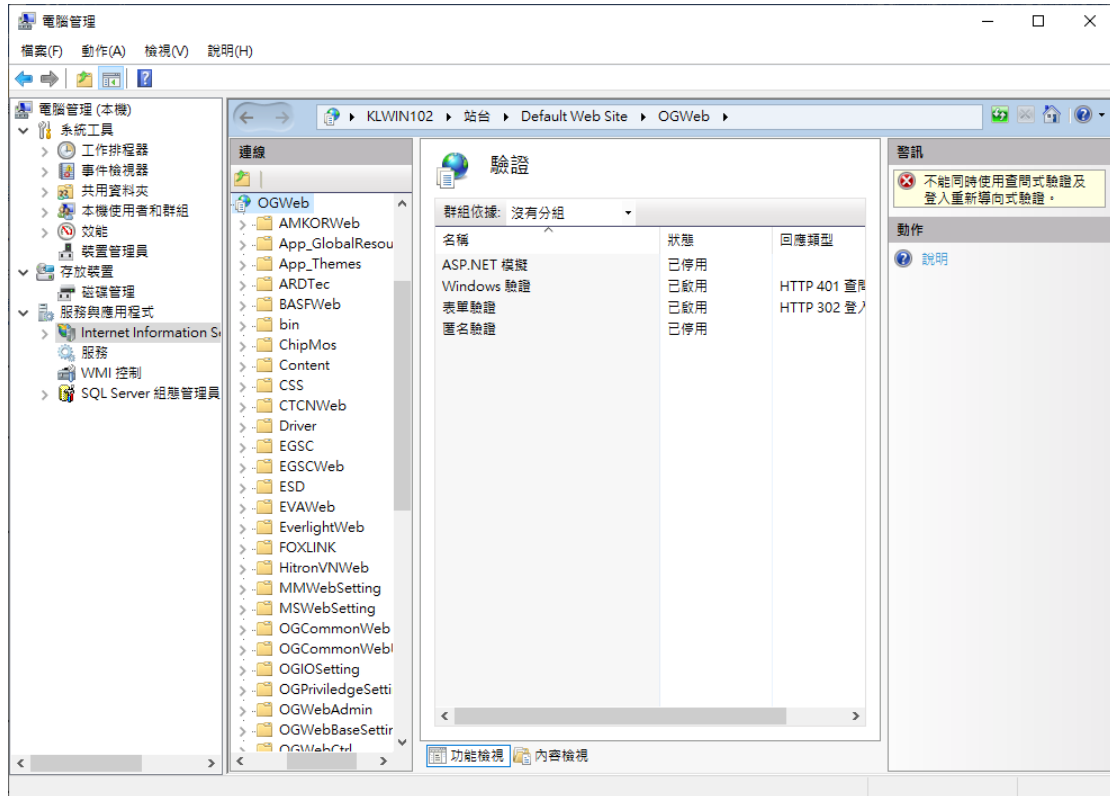 電腦管理
檔案(F) 動作(A) 檢視(V) 說明(H)
電腦管理 (本機)
系統工具
工作排程器
事件檢視器
共用資料夾
本機使用者和群組
效能
裝置管理員
存放裝置
磁碟管理
服務與應用程式
Internet Information S
服務
WMI 控制
SQL Server 組態管理員
KLWIN102 站台 Default Web Site OGWeb
連線
OGWeb
AMKORWeb
App_GlobalResou
App_Themes
ARDTec
BASFWeb
bin
ChipMos
Content
CSS
CTCNWeb
Driver
EGSC
EGSCWeb
ESD
EVAWeb
EverlightWeb
FOXLINK
HitronVNWeb
MMWebSetting
MSWebSetting
OGCommonWeb
OGCommonWeb
OGIOSetting
OGPriviledgeSetti
OGWebAdmin
OGWebBaseSettin
OGWebCtrl
驗證
群組依據: 沒有分組
名稱 狀態 回應類型
ASP.NET 模擬 已停用
Windows 驗證 已啟用 HTTP 401 查問
表單驗證 已啟用 HTTP 302 登入
匿名驗證 已停用
功能檢視 內容檢視
警訊
不能同時使用查問式驗證及
登入重新導向式驗證。
動作
說明